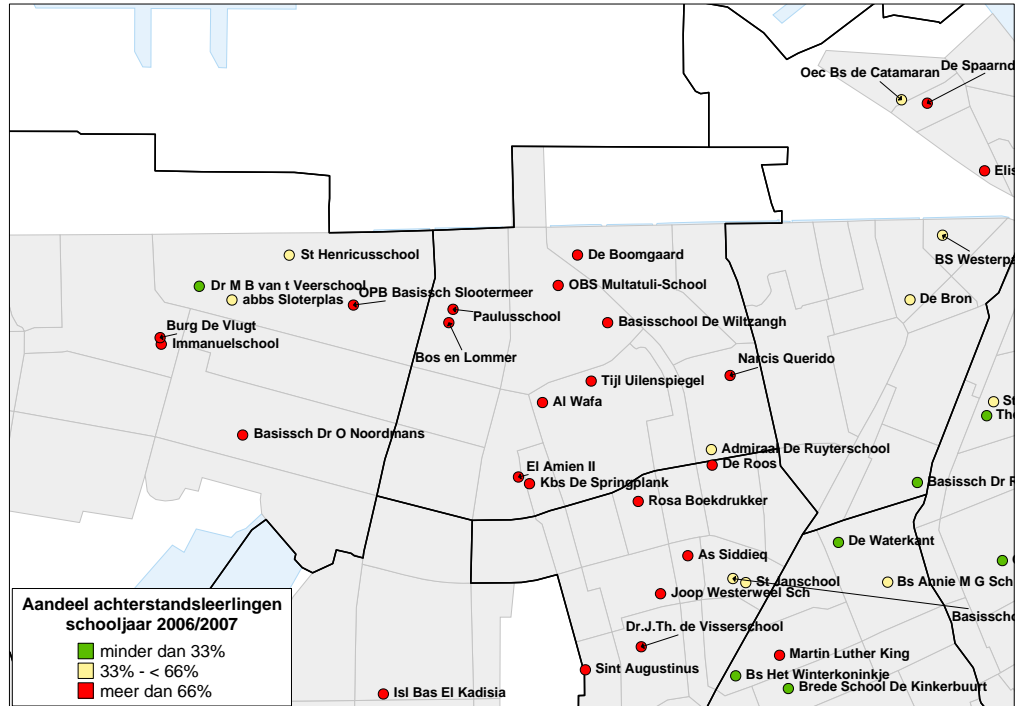 Oec Bs de Catamaran
De Spaarnd
Elis
St Henricusschool
De Boomgaard
BS Westerpa
Dr M B van t Veerschool
OBS Multatuli-School
abbs Sloterplas
OPB Basissch Slootermeer
De Bron
Paulusschool
Basisschool De Wiltzangh
Burg De Vlugt
Immanuelschool
Bos en Lommer
Narcis Querido
Tijl Uilenspiegel
Al Wafa
St
The
Basissch Dr O Noordmans
Admiraal De Ruyterschool
El Amien II
De Roos
Kbs De Springplank
Basissch Dr R
Rosa Boekdrukker
De Waterkant
As Siddieq
St Janschool
Bs Annie M G Sch
Joop Westerweel Sch
Basisscho
Dr.J.Th. de Visserschool
Martin Luther King
Sint Augustinus
Bs Het Winterkoninkje
Brede School De Kinkerbuurt
Isl Bas El Kadisia
Aandeel achterstandsleerlingen
schooljaar 2006/2007
minder dan 33%
33% - < 66%
meer dan 66%